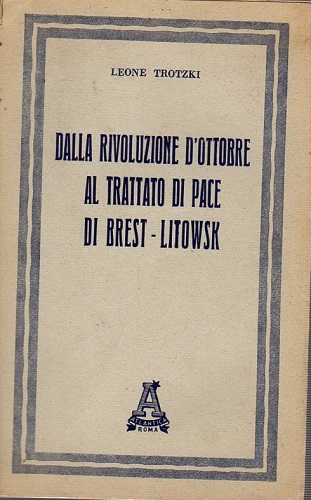 LEONE TROTZKI
DALLA RIVOLUZIONE D'OTTOBRE
AL TRATTATO DI PACE
DI BREST - LITOWSK
A
ATLANTICA
ROMA